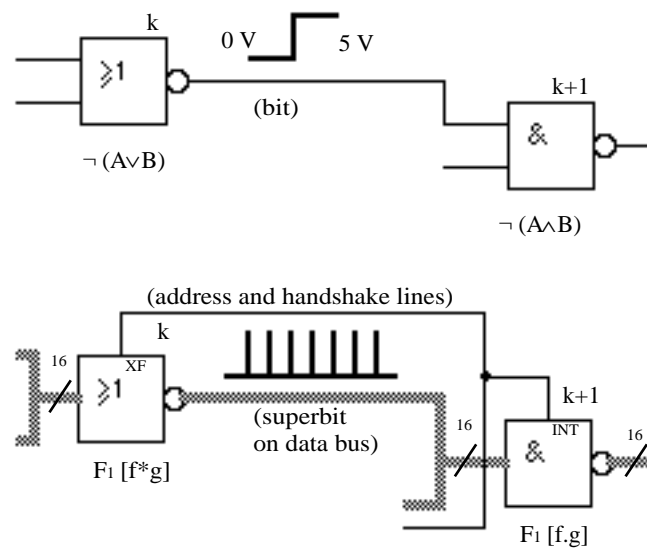 k
0 V
5 V
⩾1
(bit)
k+1
&
¬ (A∨B)
¬ (A∧B)
(address and handshake lines)
k
16
XF
⩾1
(superbit
on data bus)
k+1
16
INT
16
&
F1 [f*g]
F1 [f.g]